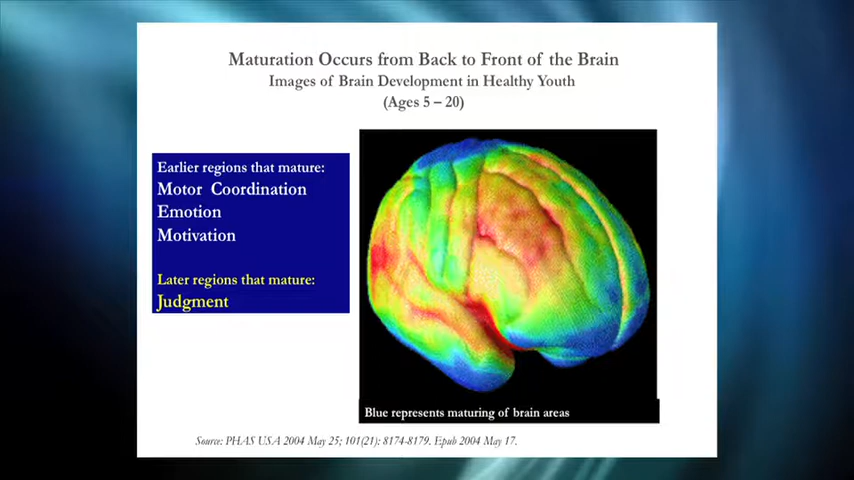 Maturation Occurs from Back to Front of the Brain
Images of Brain Development in Healthy Youth
(Ages 5 – 20)
Earlier regions that mature:
Motor Coordination
Emotion
Motivation
Later regions that mature:
Judgment
Blue represents maturing of brain areas
Source: PHAS USA 2004 May 25; 101(21): 8174-8179. Epub 2004 May 17.